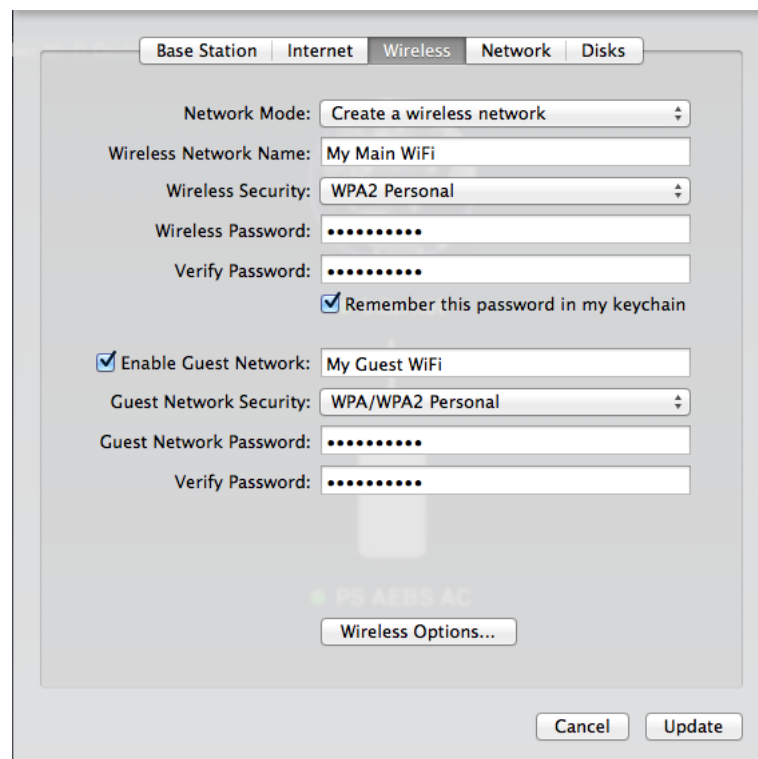 Base Station Internet Wireless Network Disks
Network Mode: Create a wireless network
Wireless Network Name: My Main WiFi
Wireless Security: WPA2 Personal
Wireless Password: ••••••••••
Verify Password: ••••••••••
Remember this password in my keychain
Enable Guest Network: My Guest WiFi
Guest Network Security: WPA/WPA2 Personal
Guest Network Password: ••••••••••
Verify Password: ••••••••••
PS AEBS AC
Wireless Options...
Cancel Update